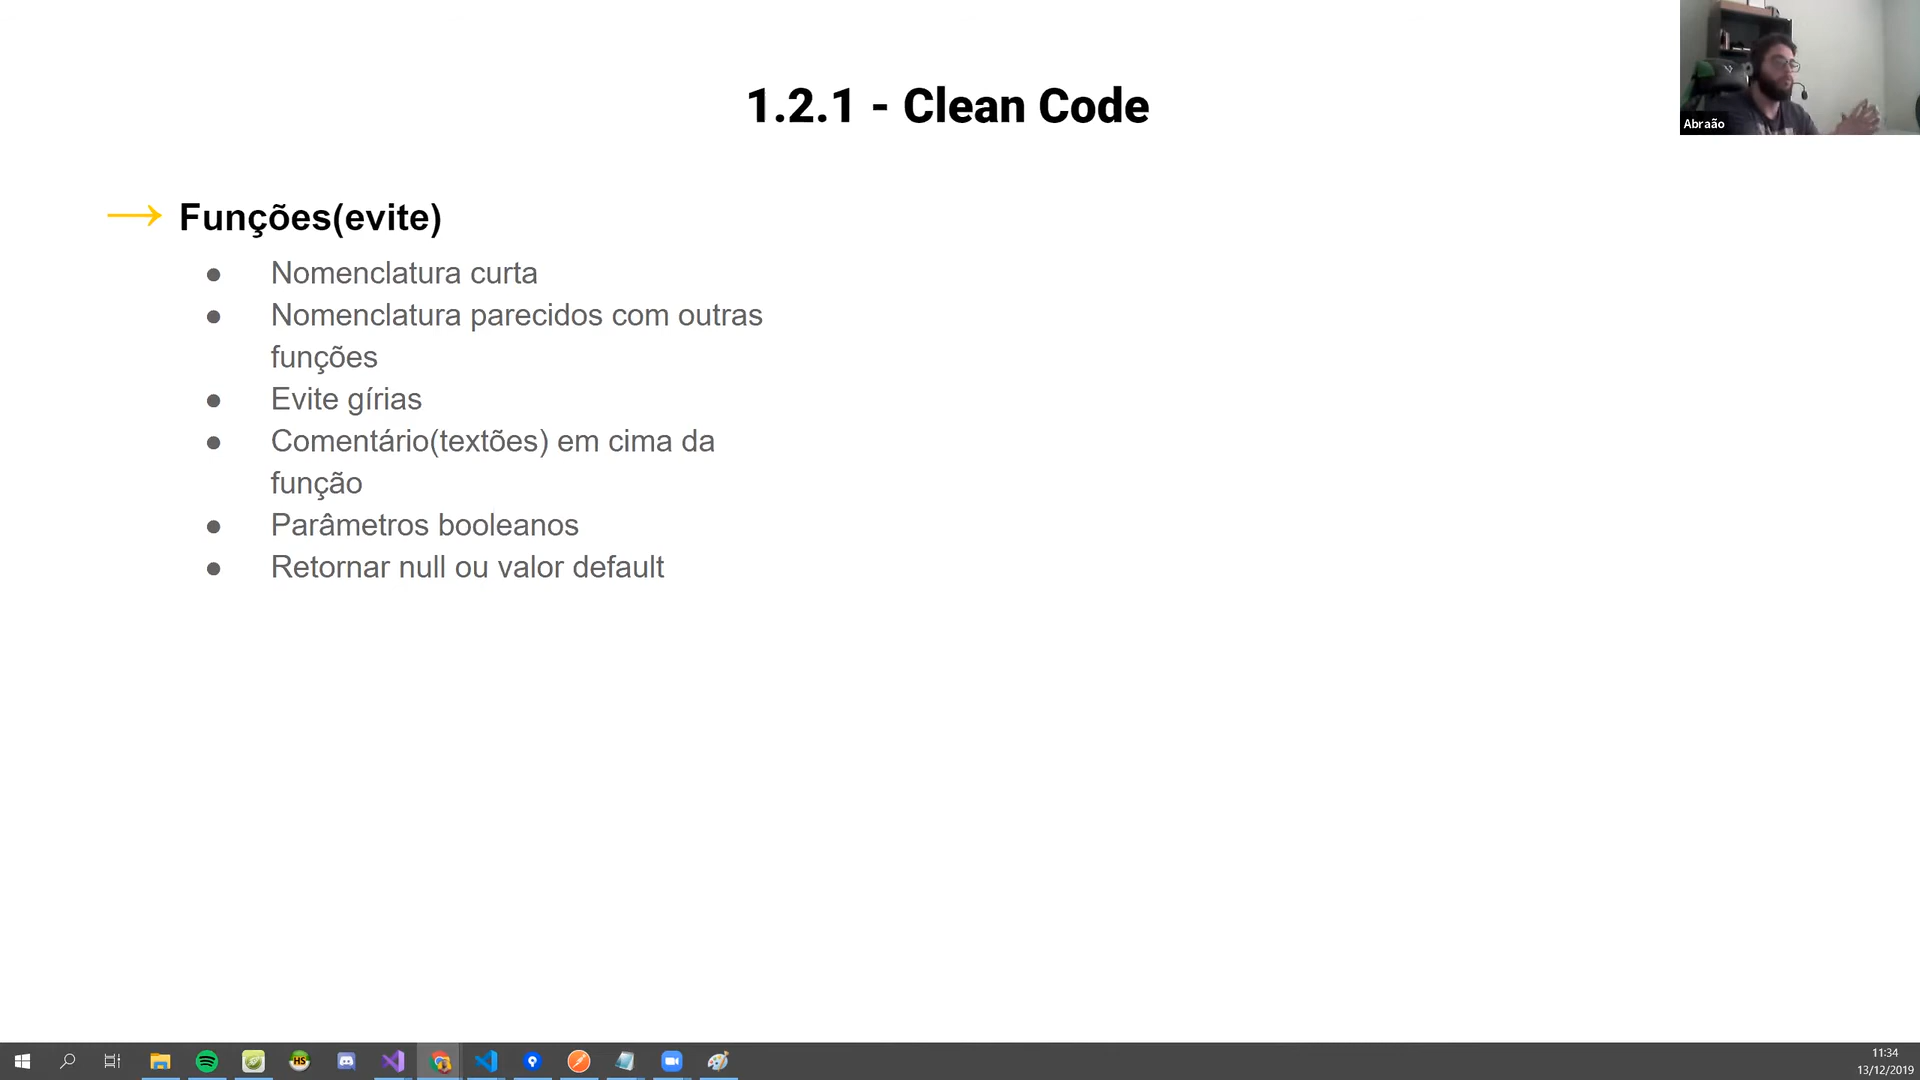 1.2.1 - Clean Code
Abraão
Funções(evite)
● Nomenclatura curta
● Nomenclatura parecidos com outras
funções
● Evite gírias
● Comentário(textões) em cima da
função
● Parâmetros booleanos
● Retornar null ou valor default
HS
11:34
13/12/2019